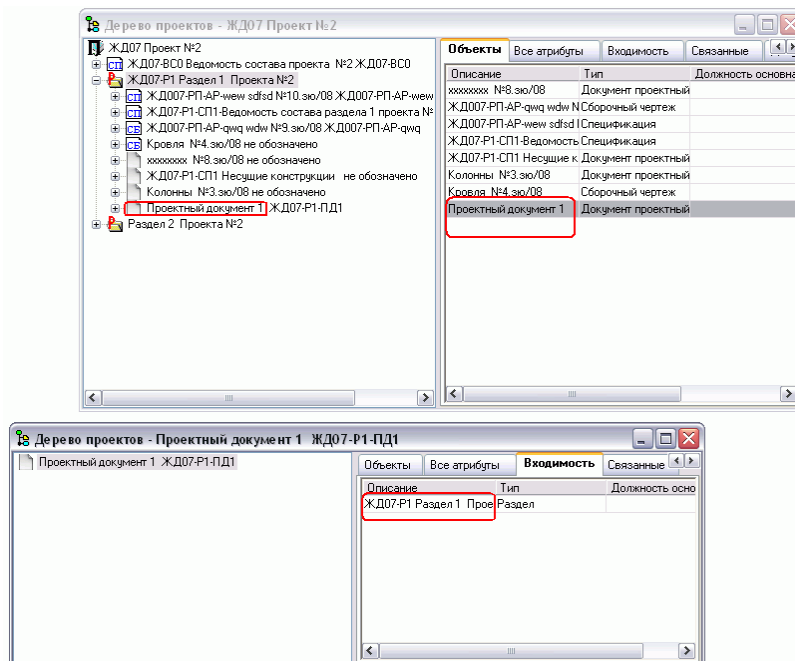 Дерево проектов - ЖД07 Проект №2
ЖД07 Проект №2
СП ЖД07-ВС0 Ведомость состава проекта №2 ЖД07-ВС0
ЖД07-Р1 Раздел 1 Проекта №2
СП ЖД007-РП-АР-wew sdfsd №10.зю/08 ЖД007-РП-АР-wew
СП ЖД07-Р1-СП1-Ведомость состава раздела 1 проекта №
СБ ЖД007-РП-АР-qwq wdw №9.зю/08 ЖД007-РП-АР-qwq
СБ Кровля №4.зю/08 не обозначено
xxxxxxxx №8.зю/08 не обозначено
ЖД07-Р1-СП1 Несущие конструкции не обозначено
Колонны №3.зю/08 не обозначено
Проектный документ 1 ЖД07-Р1-ПД1
Раздел 2 Проекта №2
Объекты Все атрибуты Входимость Связанные
Описание Тип Должность основна
xxxxxxxx №8.зю/08 Документ проектный
ЖД007-РП-АР-qwq wdw N Сборочный чертеж
ЖД007-РП-АР-wew sdfsd Спецификация
ЖД07-Р1-СП1-Ведомость Спецификация
ЖД07-Р1-СП1 Несущие к Документ проектный
Колонны №3.зю/08 Документ проектный
Кровля №4.зю/08 Сборочный чертеж
Проектный документ 1 Документ проектный
Дерево проектов - Проектный документ 1 ЖД07-Р1-ПД1
Проектный документ 1 ЖД07-Р1-ПД1
Объекты Все атрибуты Входимость Связанные
Описание Тип Должность осно
ЖД07-Р1 Раздел 1 Прое Раздел